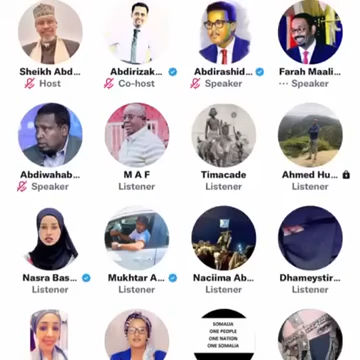 Sheikh Abd... Abdirizak... Abdirashid... Farah Maali...
Host Co-host Speaker ... Speaker
Abdiwahab... M A F Timacade Ahmed Hu...
Speaker Listener Listener Listener
Nasra Bas... Mukhtar A... Naciima Ab... Dhameystir...
Listener Listener Listener Listener
SOMALIA
ONE PEOPLE
ONE NATION
ONE SOMALIA